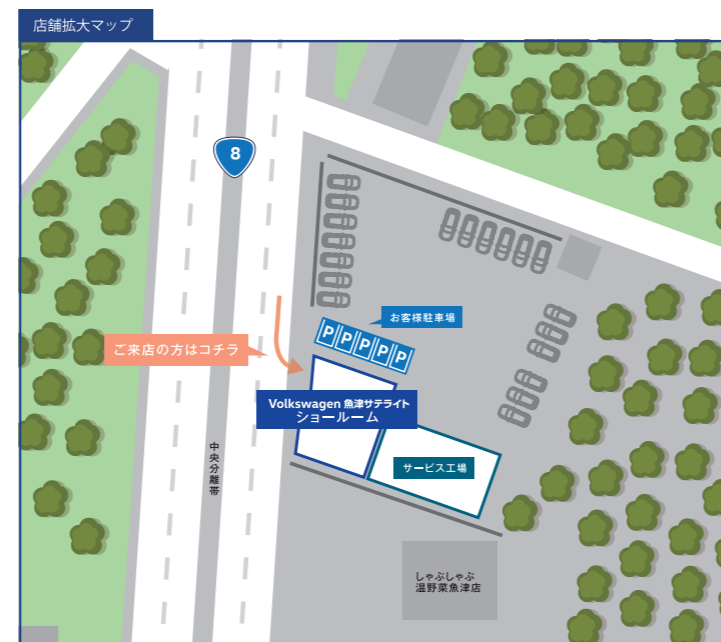 店舗拡大マップ
8
お客様駐車場
P P P P P
ご来店の方はコチラ
Volkswagen 魚津サテライト
ショールーム
中央分離帯
サービス工場
しゃぶしゃぶ
温野菜魚津店